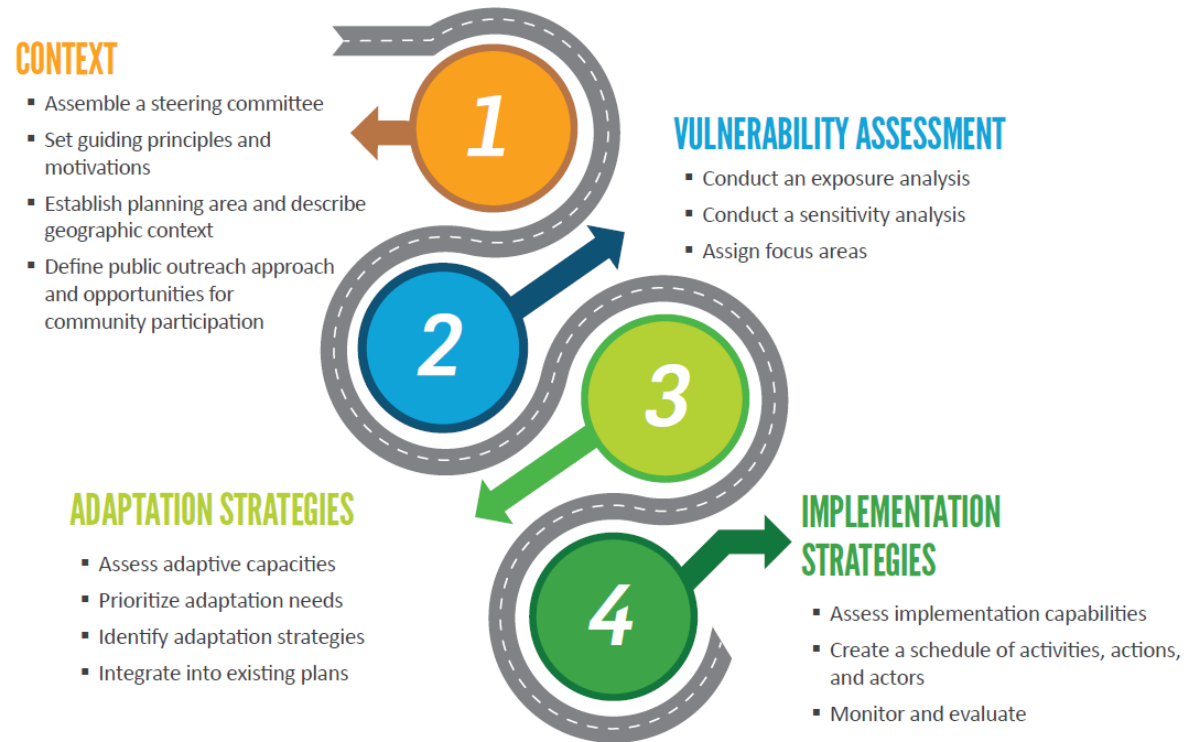 CONTEXT
▪ Assemble a steering committee
▪ Set guiding principles and
motivations
▪ Establish planning area and describe
geographic context
▪ Define public outreach approach
and opportunities for
community participation
1
VULNERABILITY ASSESSMENT
▪ Conduct an exposure analysis
▪ Conduct a sensitivity analysis
▪ Assign focus areas
2
3
ADAPTATION STRATEGIES
▪ Assess adaptive capacities
▪ Prioritize adaptation needs
▪ Identify adaptation strategies
▪ Integrate into existing plans
4
IMPLEMENTATION
STRATEGIES
▪ Assess implementation capabilities
▪ Create a schedule of activities, actions,
and actors
▪ Monitor and evaluate